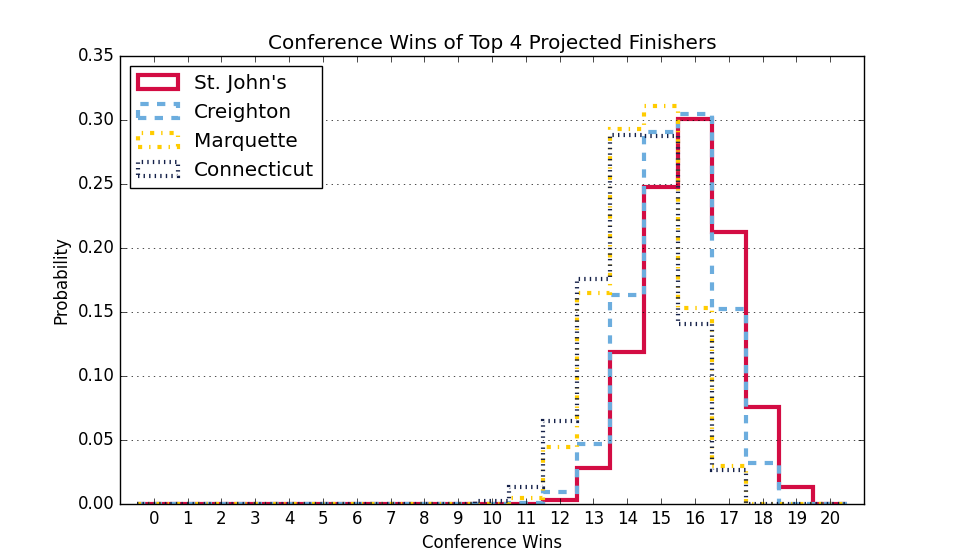 Conference Wins of Top 4 Projected Finishers
St. John's
Creighton
Marquette
Connecticut
0.35
0.30
0.25
0.20
0.15
0.10
0.05
0.00
Probability
0 1 2 3 4 5 6 7 8 9 10 11 12 13 14 15 16 17 18 19 20
Conference Wins